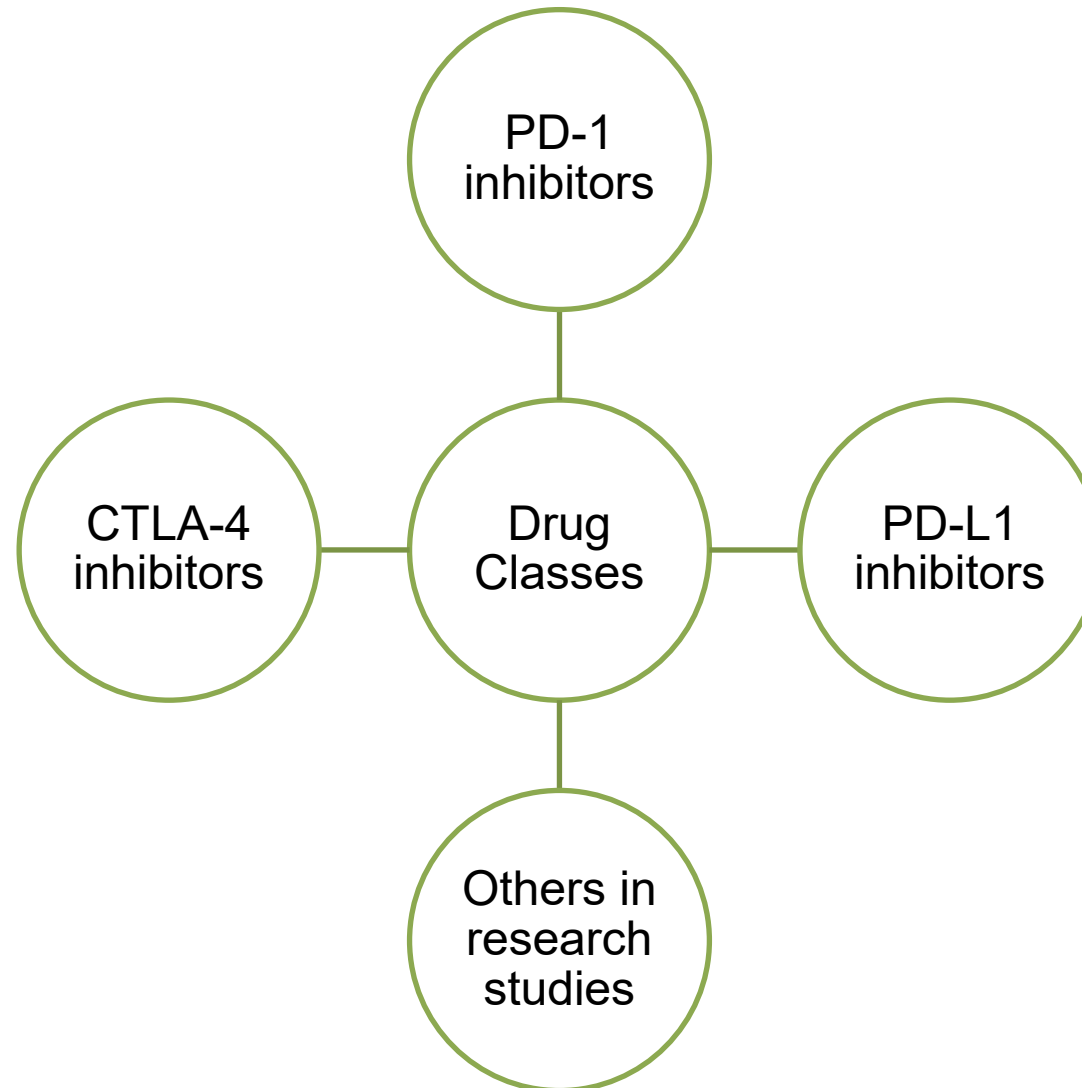 PD-1
inhibitors
CTLA-4
inhibitors
Drug
Classes
PD-L1
inhibitors
Others in
research
studies